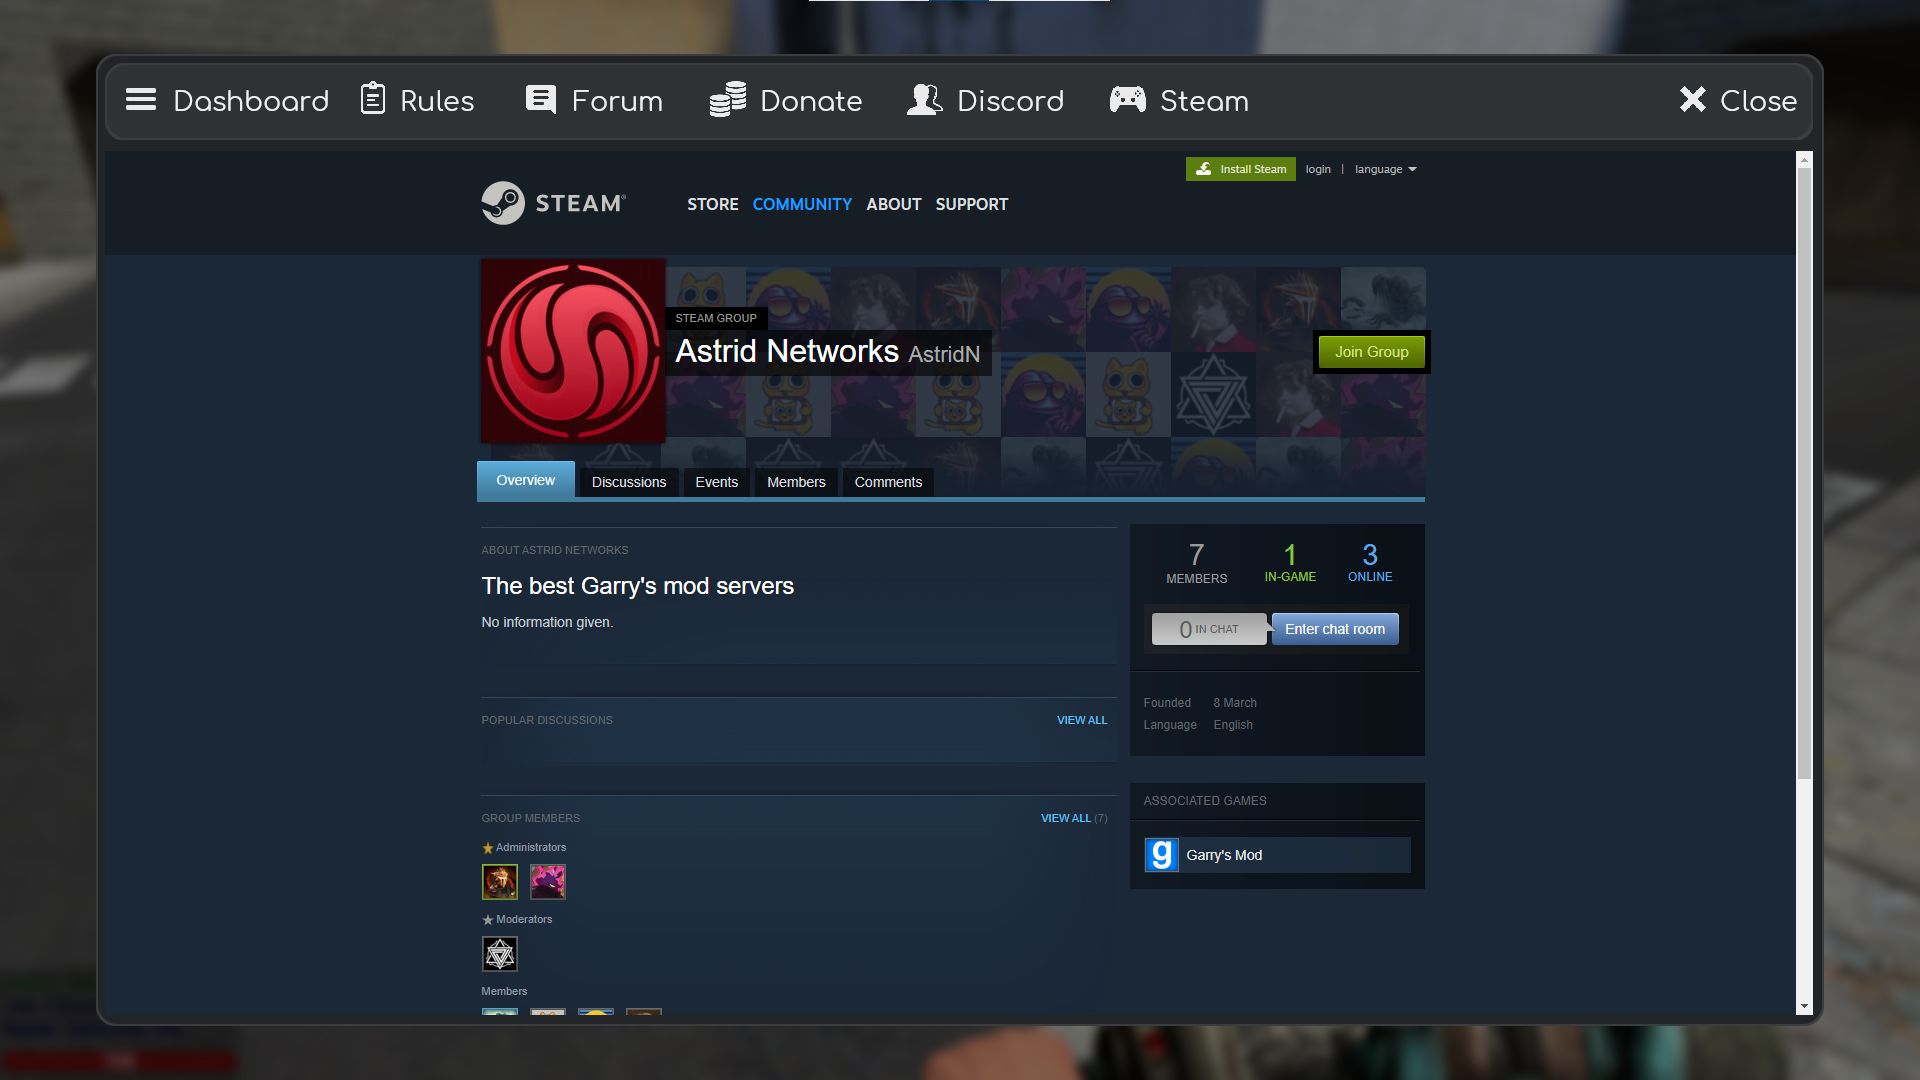 Dashboard Rules Forum Donate Discord Steam Close
Install Steam login | language
STEAM® STORE COMMUNITY ABOUT SUPPORT
STEAM GROUP
Astrid Networks AstridN
Join Group
Overview Discussions Events Members Comments
ABOUT ASTRID NETWORKS
The best Garry's mod servers
No information given.
7 MEMBERS
1 IN-GAME
3 ONLINE
0 IN CHAT Enter chat room
Founded 8 March
Language English
POPULAR DISCUSSIONS VIEW ALL
ASSOCIATED GAMES
g Garry's Mod
GROUP MEMBERS VIEW ALL (7)
Administrators
Moderators
Members